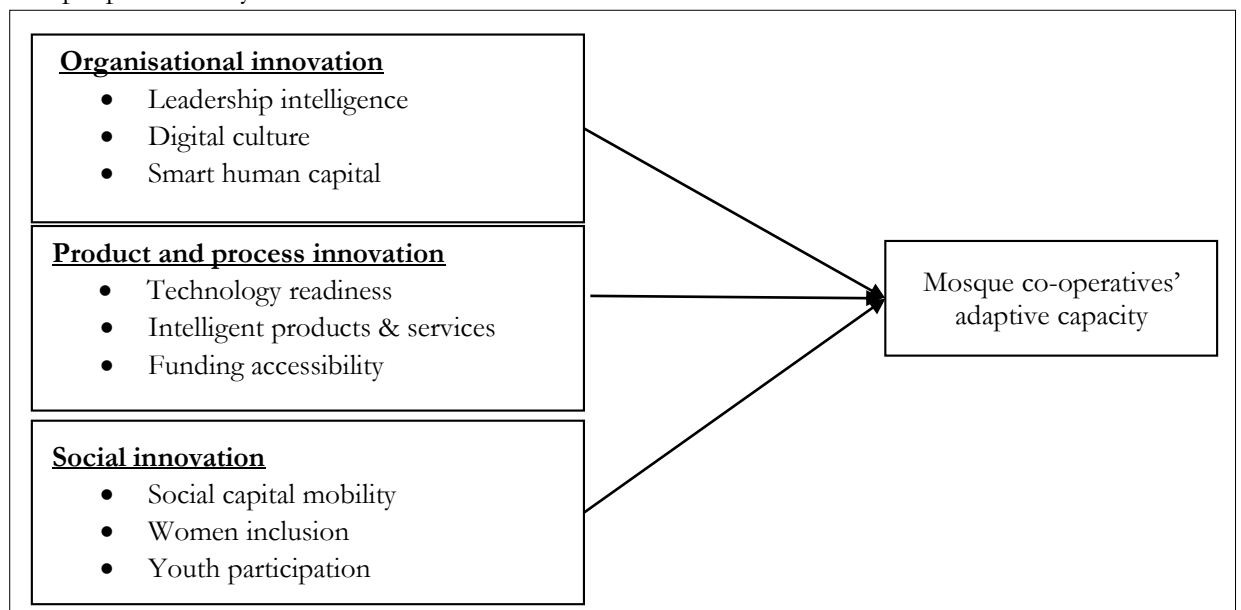 Organisational innovation
• Leadership intelligence
• Digital culture
• Smart human capital
Product and process innovation
• Technology readiness
• Intelligent products & services
• Funding accessibility
Social innovation
• Social capital mobility
• Women inclusion
• Youth participation
Mosque co-operatives’
adaptive capacity